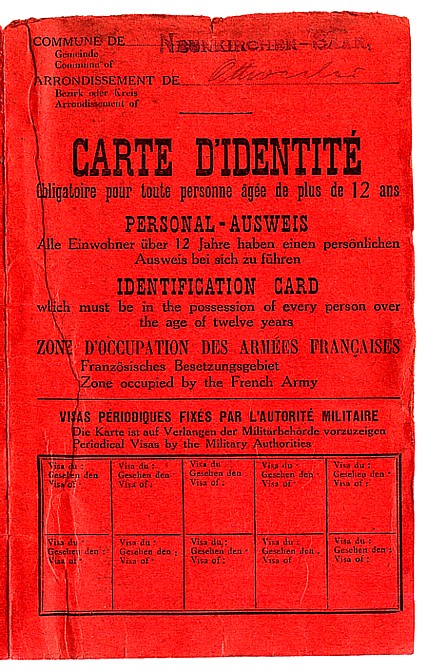 COMMUNE DE NEUNKIRCHEN-SAAR.
Gemeinde
Commune of
ARRONDISSEMENT DE
Bezirk oder Kreis
Arrondissement of
CARTE D'IDENTITÉ
Obligatoire pour toute personne âgée de plus de 12 ans
PERSONAL-AUSWEIS
Alle Einwohner über 12 Jahre haben einen persönlichen
Ausweis bei sich zu führen
IDENTIFICATION CARD
which must be in the possession of every person over
the age of twelve years
ZONE D'OCCUPATION DES ARMÉES FRANÇAISES
Französisches Besetzungsgebiet
Zone occupied by the French Army
VISAS PÉRIODIQUES FIXÉS PAR L'AUTORITÉ MILITAIRE
Die Karte ist auf Verlangen der Militärbehörde vorzuzeigen
Periodical Visas by the Military Authorities
Visa du : Visa du : Visa du Visa du : Visa du :
Gesehen den Gesehen den Gesehen den Gesehen den Gesehen den
Visa of : Visa of : Visa of : Visa of : Visa of :
Visa du : Visa du : Visa du : Visa du : Visa du :
Gesehen den : Gesehen den : Gesehen den : Gesehen den Gesehen den :
Visa of : Visa of : Visa of : Visa of Visa of :